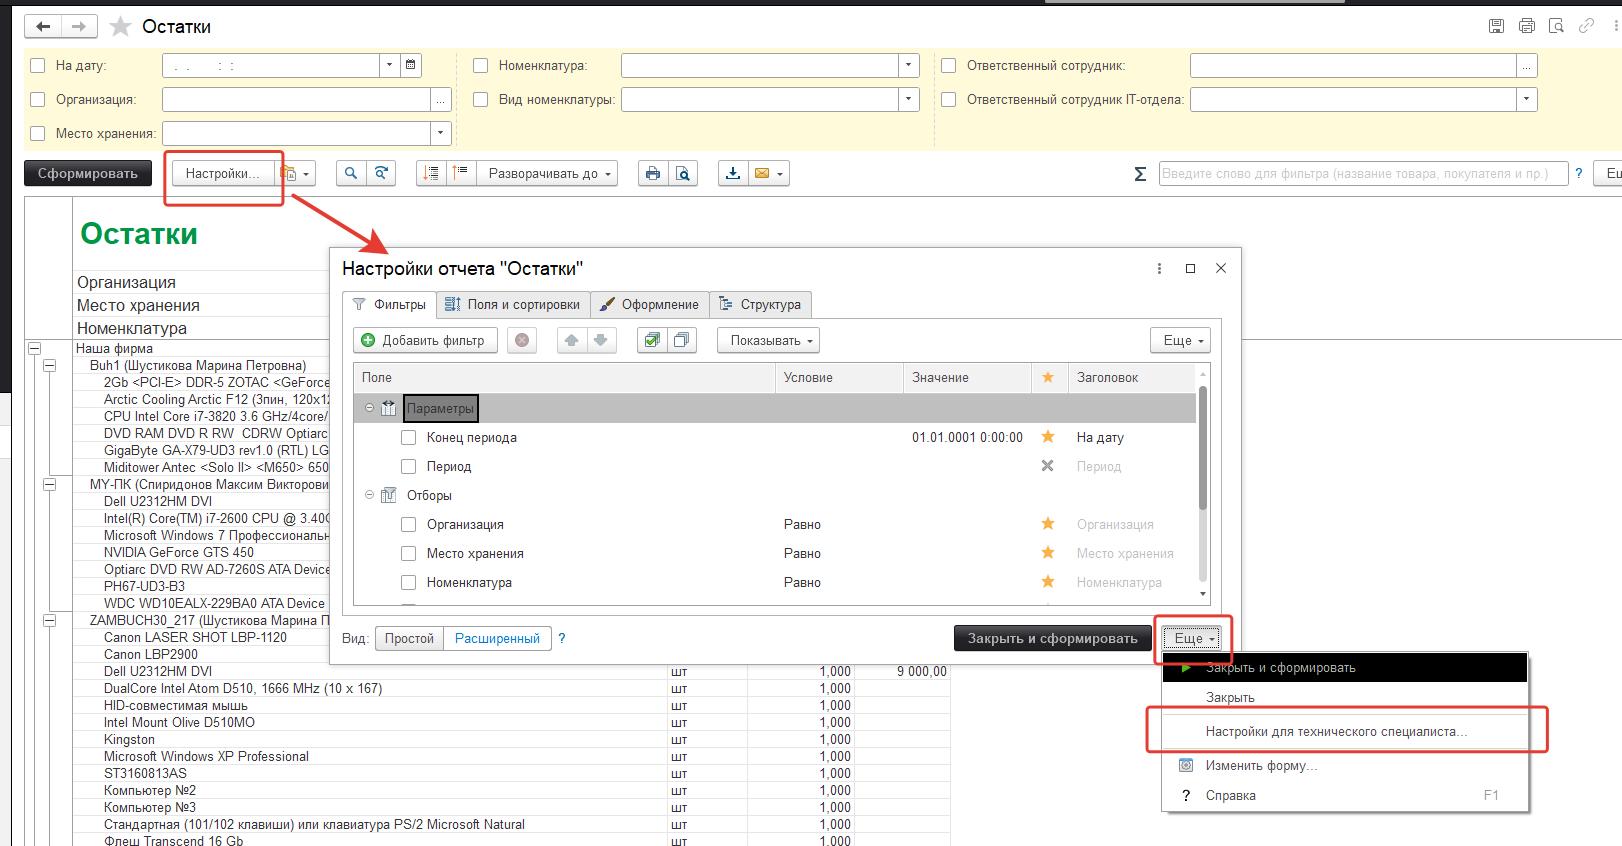 Остатки
На дату:
. . : :
Номенклатура:
Ответственный сотрудник:
...
Организация:
...
Вид номенклатуры:
Ответственный сотрудник IT-отдела:
Место хранения:
Сформировать
Настройки...
Разворачивать до
Σ
Введите слово для фильтра (название товара, покупателя и пр.)
?
Остатки
Организация
Место хранения
Номенклатура
Наша фирма
Buh1 (Шустикова Марина Петровна)
2Gb <PCI-E> DDR-5 ZOTAC <GeForce
Arctic Cooling Arctic F12 (3пин, 120x12
CPU Intel Core i7-3820 3.6 GHz/4core/
DVD RAM DVD R RW CDRW Optiarc
GigaByte GA-X79-UD3 rev1.0 (RTL) LG
Miditower Antec <Solo II> <M650> 650
MY-ПК (Спиридонов Максим Викторови
Dell U2312HM DVI
Intel(R) Core(TM) i7-2600 CPU @ 3.40G
Microsoft Windows 7 Профессиональн
NVIDIA GeForce GTS 450
Optiarc DVD RW AD-7260S ATA Device
PH67-UD3-B3
WDC WD10EALX-229BA0 ATA Device
ZAMBUCH30_217 (Шустикова Марина П
Canon LASER SHOT LBP-1120
Canon LBP2900
Dell U2312HM DVI шт 1,000 9 000,00
DualCore Intel Atom D510, 1666 MHz (10 x 167) шт 1,000
HID-совместимая мышь шт 1,000
Intel Mount Olive D510MO шт 1,000
Kingston шт 1,000
Microsoft Windows XP Professional шт 1,000
ST3160813AS шт 1,000
Компьютер №2 шт 1,000
Компьютер №3 шт 1,000
Стандартная (101/102 клавиши) или клавиатура PS/2 Microsoft Natural шт 1,000
Флеш Transcend 16 Gb шт 1,000
Настройки отчета "Остатки"
Фильтры
Поля и сортировки
Оформление
Структура
Добавить фильтр
Показывать
Еще
Поле Условие Значение Заголовок
Параметры
Конец периода 01.01.0001 0:00:00 На дату
Период Период
Отборы
Организация Равно Организация
Место хранения Равно Место хранения
Номенклатура Равно Номенклатура
Вид:
Простой
Расширенный
?
Закрыть и сформировать
Еще
Закрыть и сформировать
Закрыть
Настройки для технического специалиста...
Изменить форму...
? Справка F1